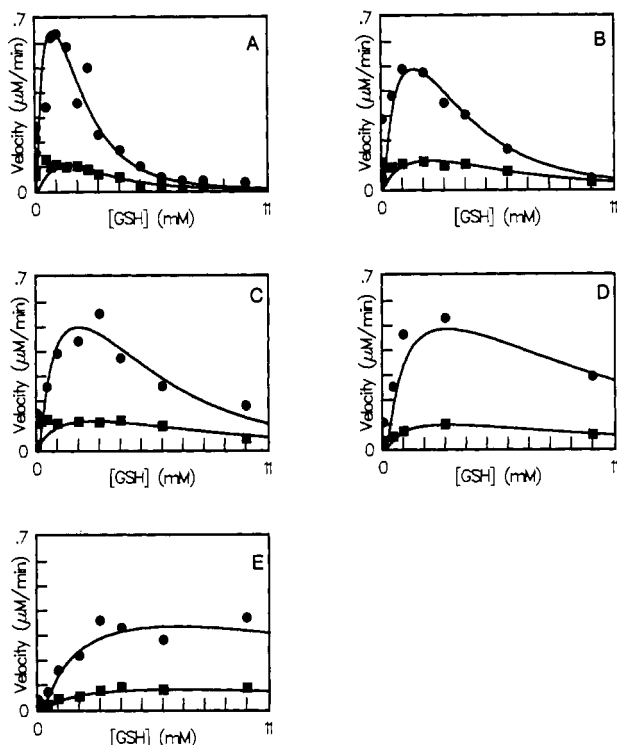 .7
A
Velocity (μM/min)
0
0
11
[GSH] (mM)
.7
B
Velocity (μM/min)
0
0
11
[GSH] (mM)
.7
C
Velocity (μM/min)
0
0
11
[GSH] (mM)
.7
D
Velocity (μM/min)
0
0
11
[GSH] (mM)
.7
E
Velocity (μM/min)
0
0
11
[GSH] (mM)